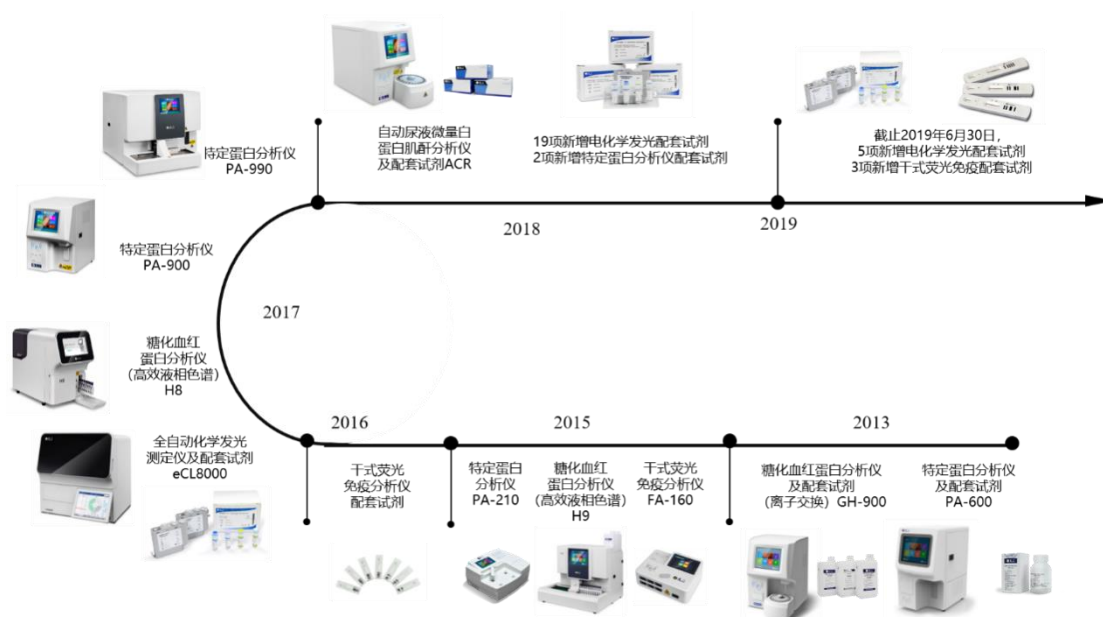 自动尿液微量白
蛋白肌酐分析仪
及配套试剂ACR
19项新增电化学发光配套试剂
2项新增特定蛋白分析仪配套试剂
截止2019年6月30日，
5项新增电化学发光配套试剂
3项新增干式荧光免疫配套试剂
特定蛋白分析仪
PA-990
2018
2019
特定蛋白分析仪
PA-900
2017
糖化血红
蛋白分析仪
（高效液相色谱）
H8
全自动化学发光
测定仪及配套试剂
eCL8000
2016
2015
2013
干式荧光
免疫分析仪
配套试剂
特定蛋白
分析仪
PA-210
糖化血红
蛋白分析仪
（高效液相色谱）
H9
干式荧光
免疫分析仪
FA-160
糖化血红蛋白分析仪
及配套试剂
（离子交换）GH-900
特定蛋白分析仪
及配套试剂
PA-600